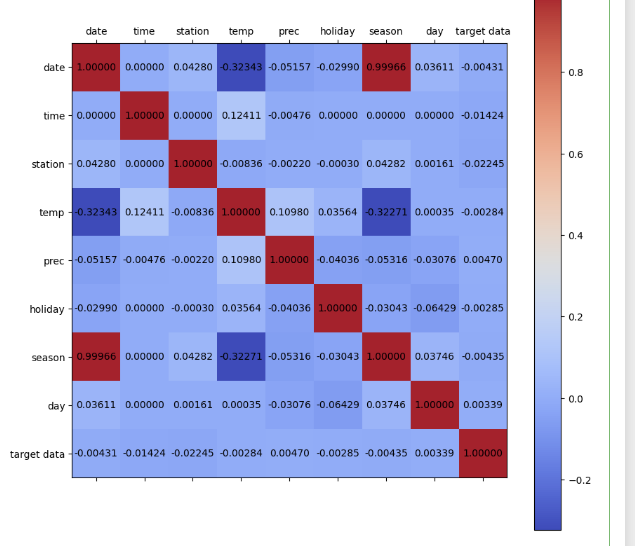 date time station temp prec holiday season day target data
date 1.00000 0.00000 0.04280 -0.32343 -0.05157 -0.02990 0.99966 0.03611 -0.00431
time 0.00000 1.00000 0.00000 0.12411 -0.00476 0.00000 0.00000 0.00000 -0.01424
station 0.04280 0.00000 1.00000 -0.00836 -0.00220 -0.00030 0.04282 0.00161 -0.02245
temp -0.32343 0.12411 -0.00836 1.00000 0.10980 0.03564 -0.32271 0.00035 -0.00284
prec -0.05157 -0.00476 -0.00220 0.10980 1.00000 -0.04036 -0.05316 -0.03076 0.00470
holiday -0.02990 0.00000 -0.00030 0.03564 -0.04036 1.00000 -0.03043 -0.06429 -0.00285
season 0.99966 0.00000 0.04282 -0.32271 -0.05316 -0.03043 1.00000 0.03746 -0.00435
day 0.03611 0.00000 0.00161 0.00035 -0.03076 -0.06429 0.03746 1.00000 0.00339
target data -0.00431 -0.01424 -0.02245 -0.00284 0.00470 -0.00285 -0.00435 0.00339 1.00000
0.8
0.6
0.4
0.2
0.0
−0.2